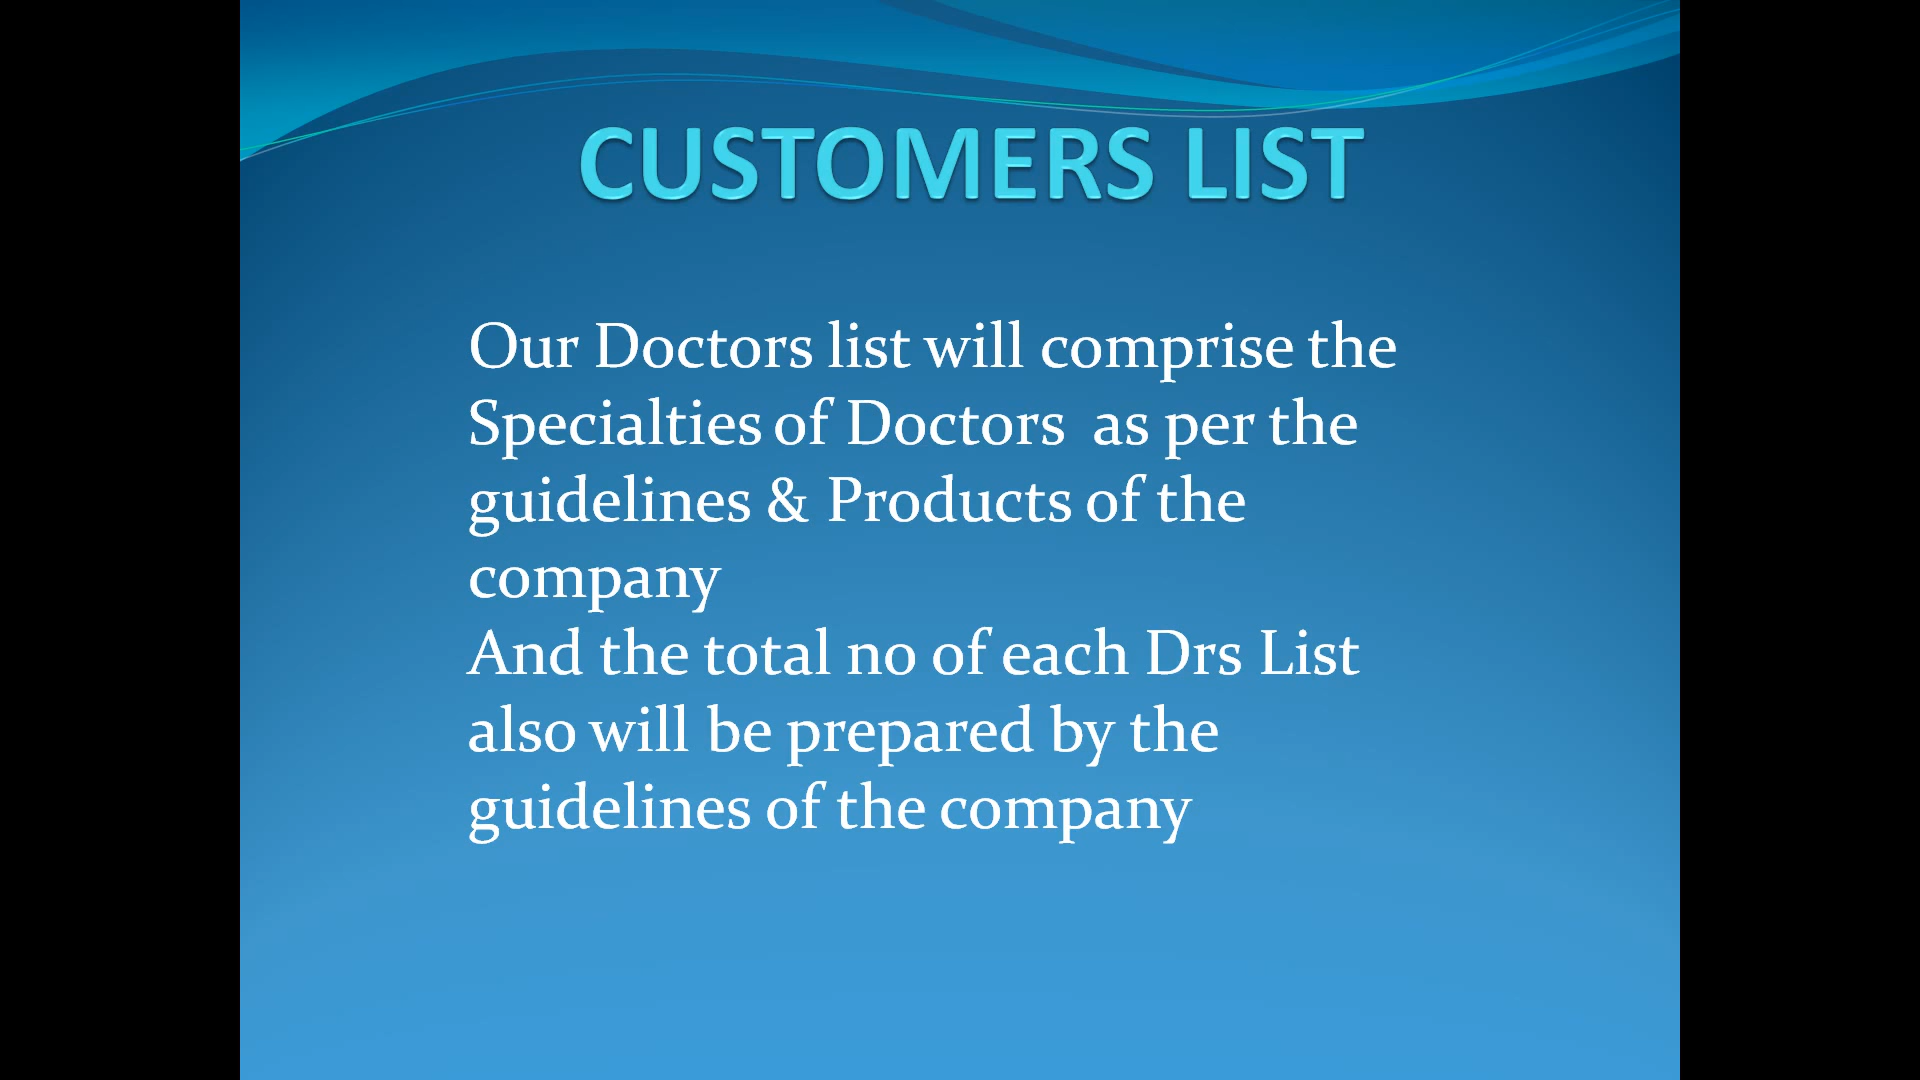 CUSTOMERS LIST
Our Doctors list will comprise the
Specialties of Doctors  as per the
guidelines & Products of the
company
And the total no of each Drs List
also will be prepared by the
guidelines of the company